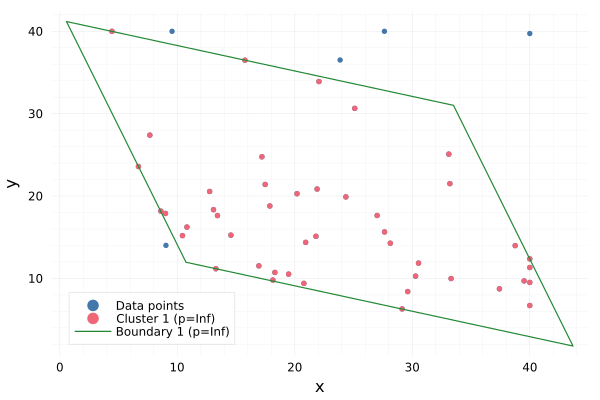 40
30
20
10
y
Data points
Cluster 1 (p=Inf)
Boundary 1 (p=Inf)
0 10 20 30 40
x